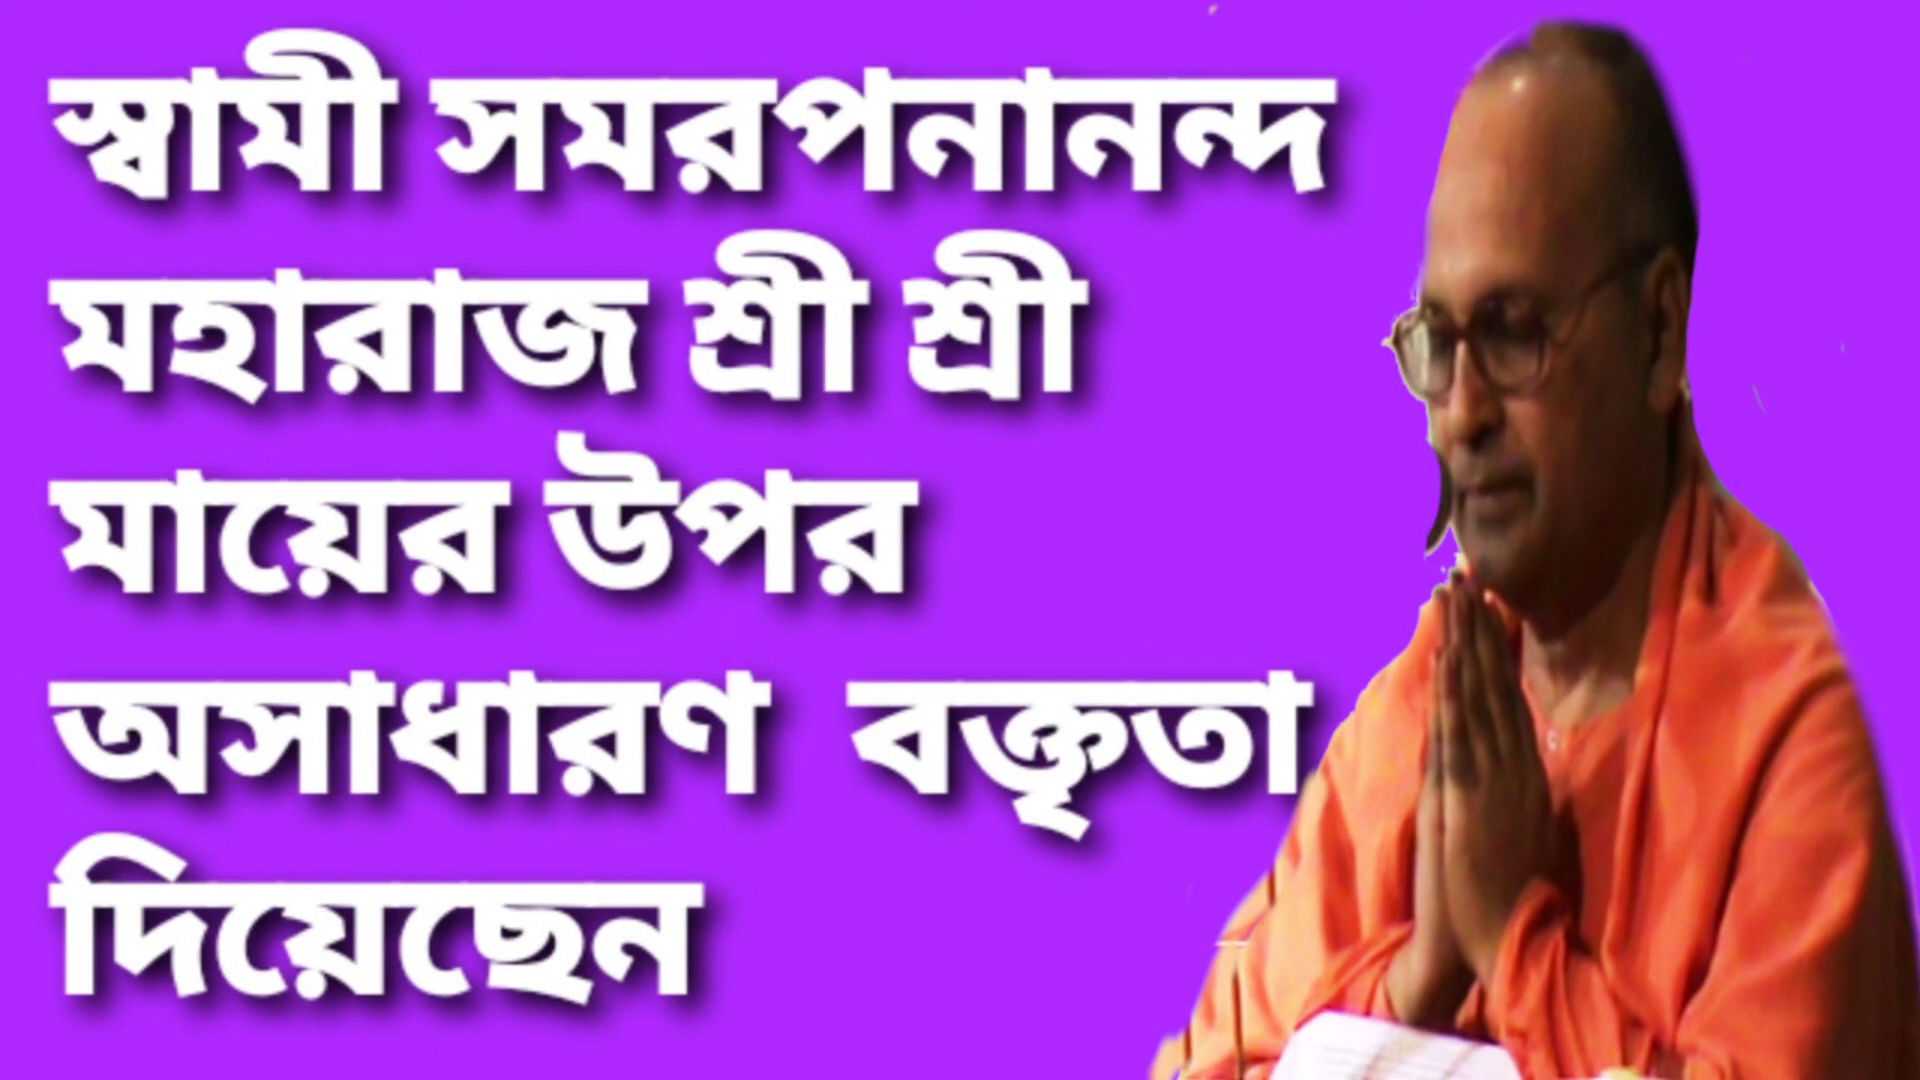 স্বামী সমরপনানন্দ
মহারাজ শ্রী শ্রী
মায়ের উপর
অসাধারণ বক্তৃতা
দিয়েছেন